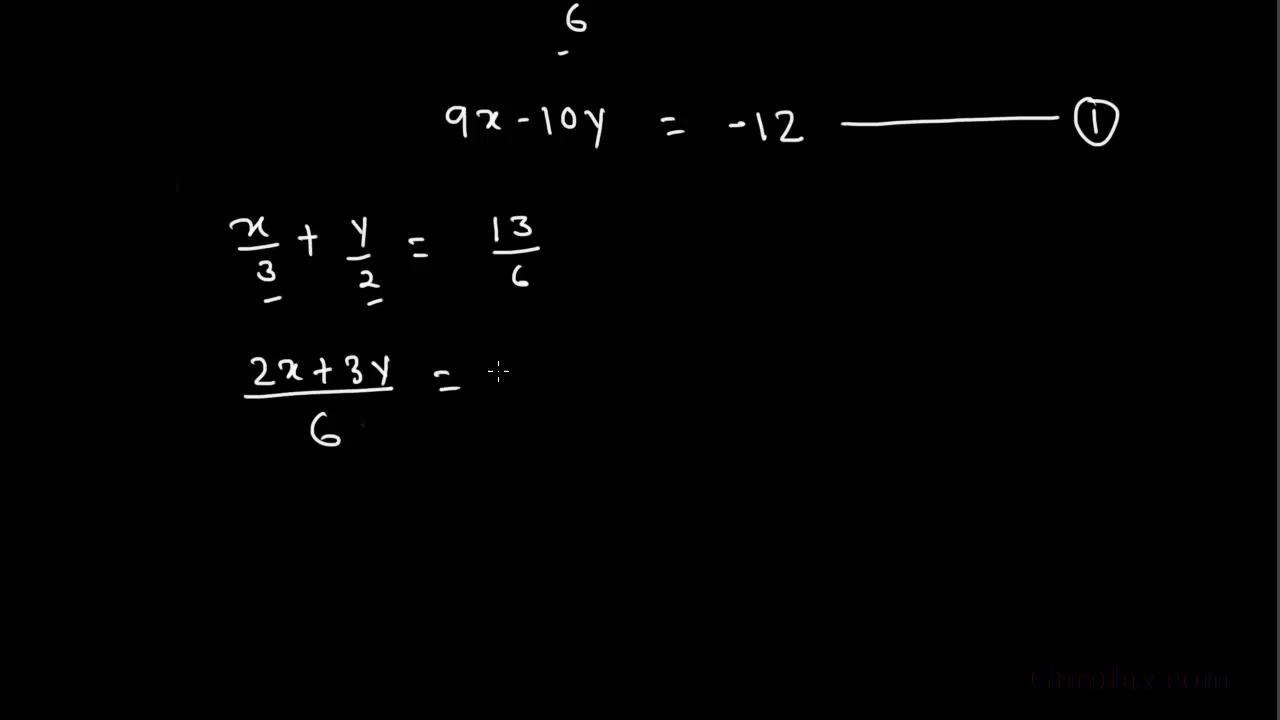 6
9x - 10y = -12 ——— ①
x/3 + y/2 = 13/6
2x + 3y / 6 =